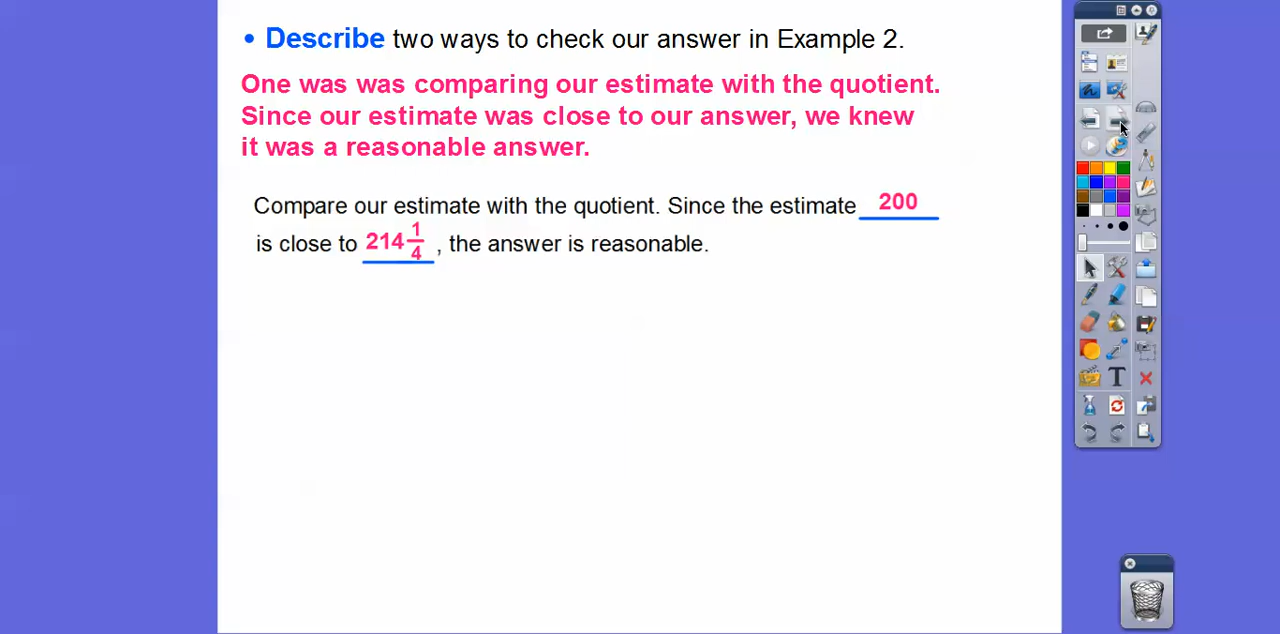 • Describe two ways to check our answer in Example 2.
One was was comparing our estimate with the quotient.
Since our estimate was close to our answer, we knew
it was a reasonable answer.
Compare our estimate with the quotient. Since the estimate 200
is close to 214 1/4, the answer is reasonable.
T